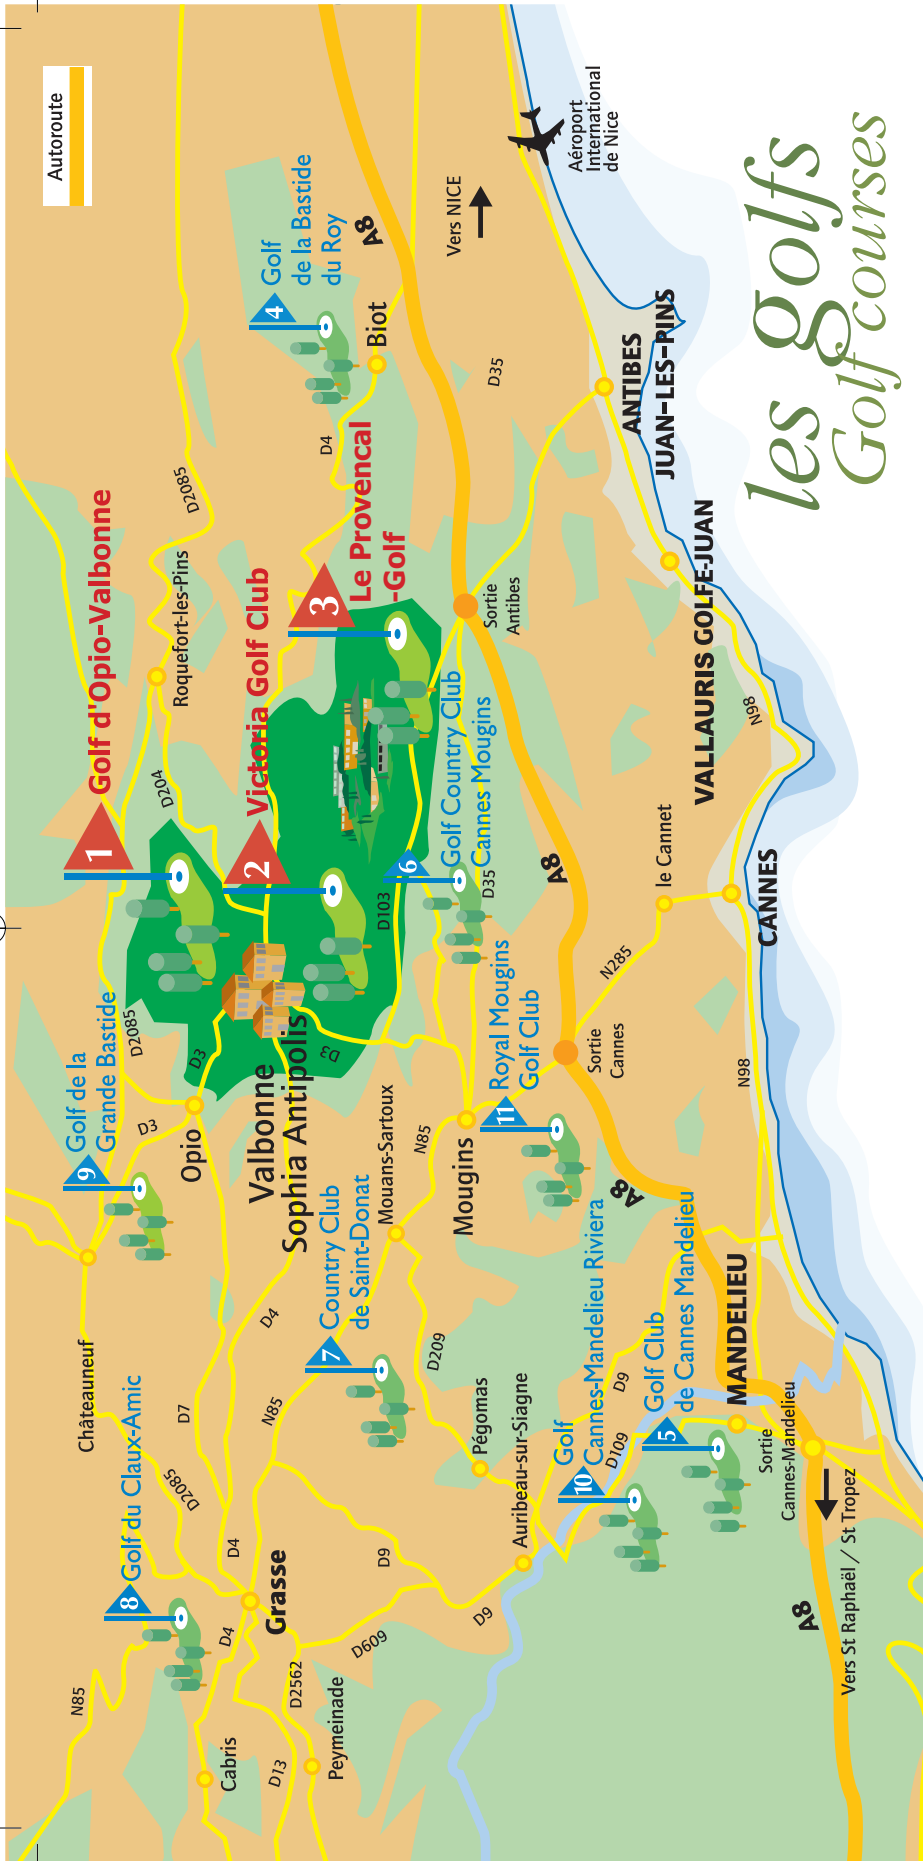 Autoroute
les golfs
Golf courses
1
Golf d'Opio-Valbonne
2
Victoria Golf Club
3
Le Provencal
-Golf
4
Golf
de la Bastide
du Roy
5
Golf Club
de Cannes Mandelieu
6
Golf Country Club
Cannes Mougins
7
Country Club
de Saint-Donat
8
Golf du Claux-Amic
9
Golf de la
Grande Bastide
10
Golf
Cannes-Mandelieu Riviera
11
Royal Mougins
Golf Club
N85
Cabris
D13
Peymeinade
D2562
D4
Grasse
D609
D9
D9
D4
D2085
D7
N85
D4
Châteauneuf
D3
Opio
D2085
D3
D3
Valbonne
Sophia Antipolis
Mouans-Sartoux
N85
Mougins
D209
Pégomas
Auribeau-sur-Siagne
D109
D9
MANDELIEU
Sortie
Cannes-Mandelieu
Vers St Raphaël / St Tropez
A8
A8
Sortie
Cannes
N285
N98
le Cannet
CANNES
A8
D103
D35
D204
Roquefort-les-Pins
D2085
D4
Biot
A8
Vers NICE
D35
Sortie
Antibes
N98
VALLAURIS GOLFE-JUAN
ANTIBES
JUAN-LES-PINS
Aéroport
International
de Nice